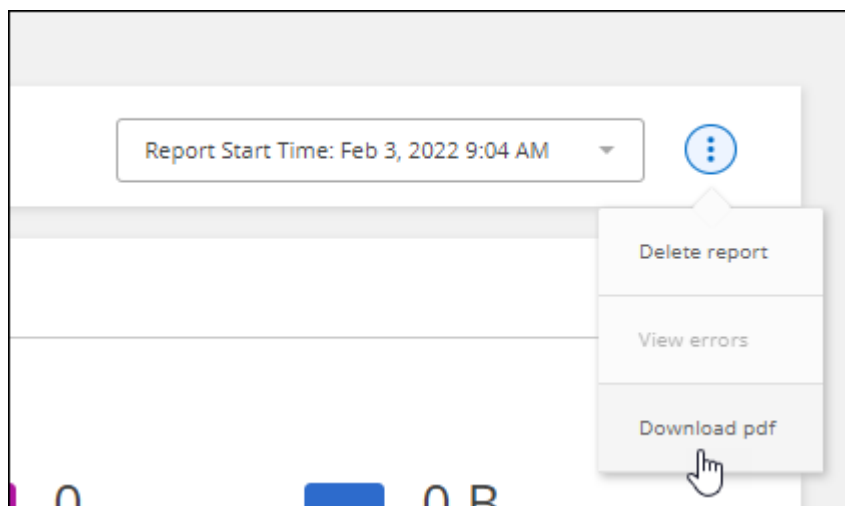 Report Start Time: Feb 3, 2022 9:04 AM
Delete report
View errors
Download pdf
0
0 B